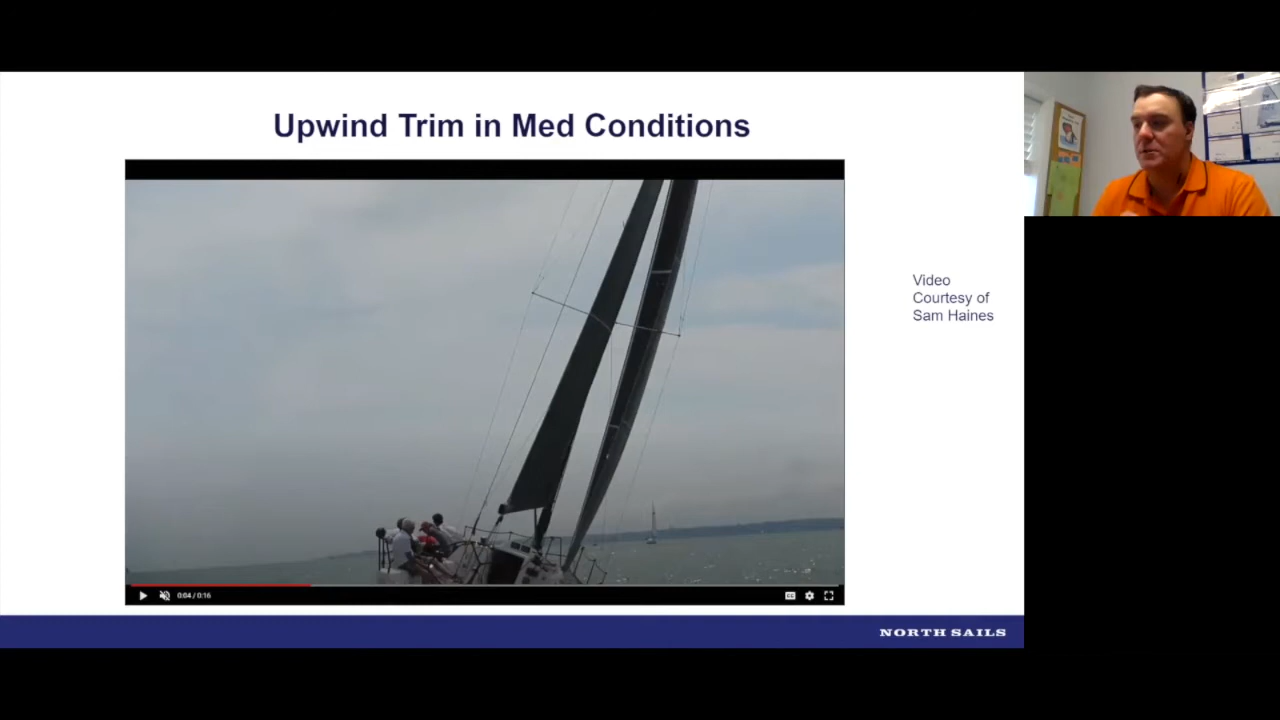 Upwind Trim in Med Conditions
Video
Courtesy of
Sam Haines
0:04 / 0:16
NORTH SAILS